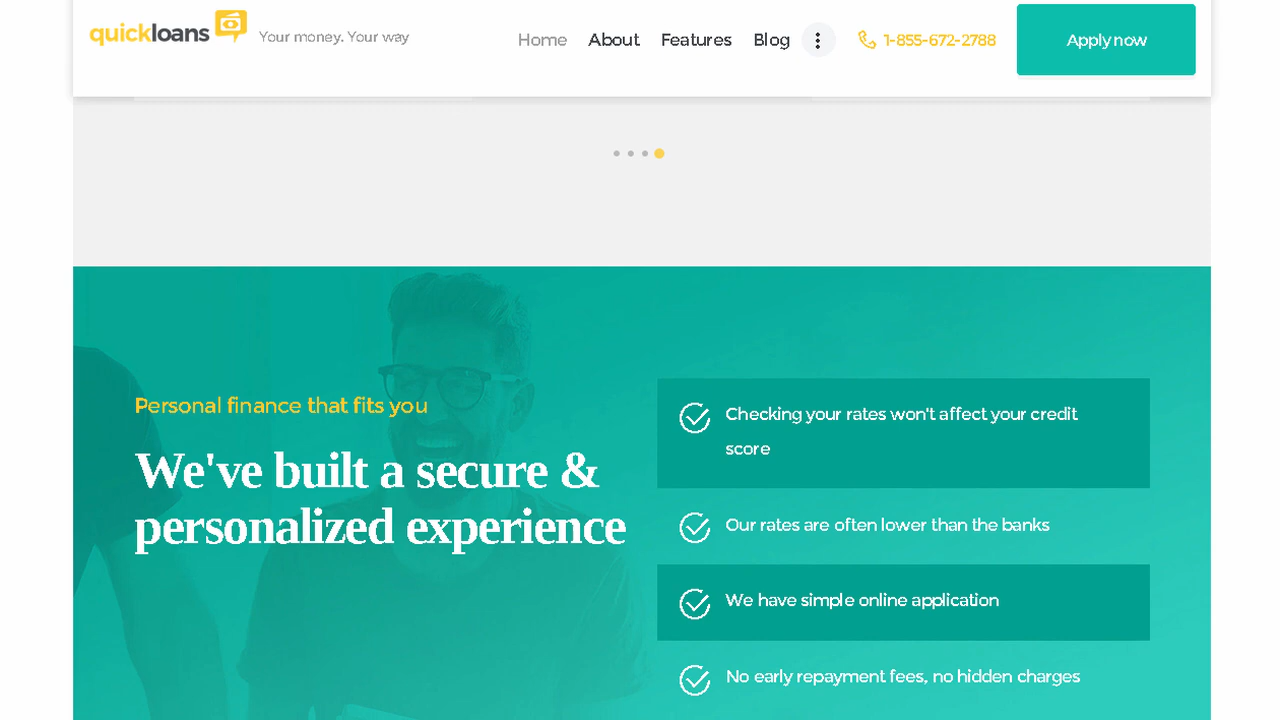 quickloans
Your money. Your way
Home
About
Features
Blog
1-855-672-2788
Apply now
Personal finance that fits you
We've built a secure &
personalized experience
Checking your rates won't affect your credit
score
Our rates are often lower than the banks
We have simple online application
No early repayment fees, no hidden charges